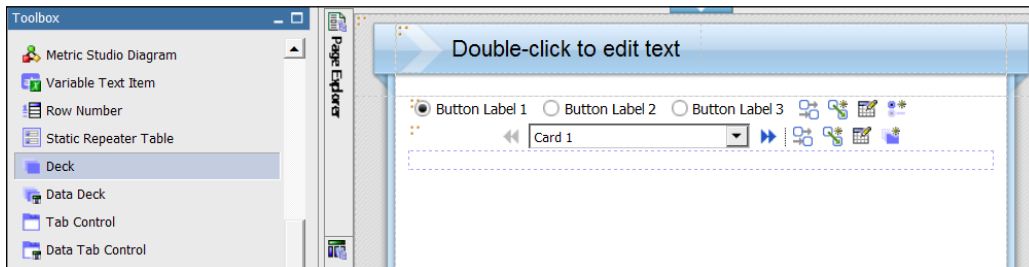 Toolbox
Metric Studio Diagram
Variable Text Item
Row Number
Static Repeater Table
Deck
Data Deck
Tab Control
Data Tab Control
Page Explorer
Double-click to edit text
Button Label 1 Button Label 2 Button Label 3
Card 1